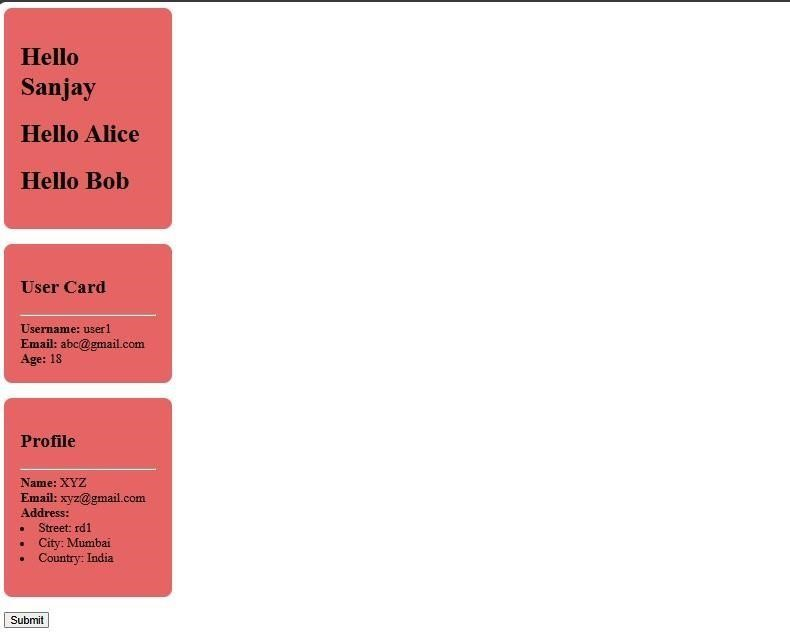 Hello
Sanjay
Hello Alice
Hello Bob
User Card
Username: user1
Email: abc@gmail.com
Age: 18
Profile
Name: XYZ
Email: xyz@gmail.com
Address:
• Street: rd1
• City: Mumbai
• Country: India
Submit